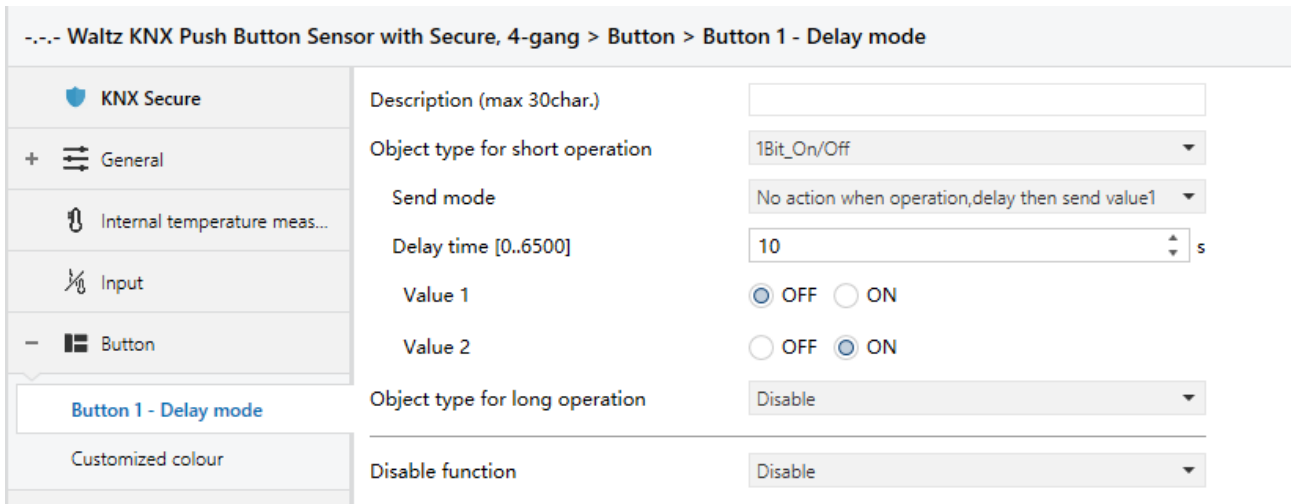 -.-.- Waltz KNX Push Button Sensor with Secure, 4-gang > Button > Button 1 - Delay mode
KNX Secure
+ General
Internal temperature meas...
Input
− Button
Button 1 - Delay mode
Customized colour
Description (max 30char.)
Object type for short operation 1Bit_On/Off
Send mode No action when operation,delay then send value1
Delay time [0..6500] 10 s
Value 1 OFF ON
Value 2 OFF ON
Object type for long operation Disable
Disable function Disable